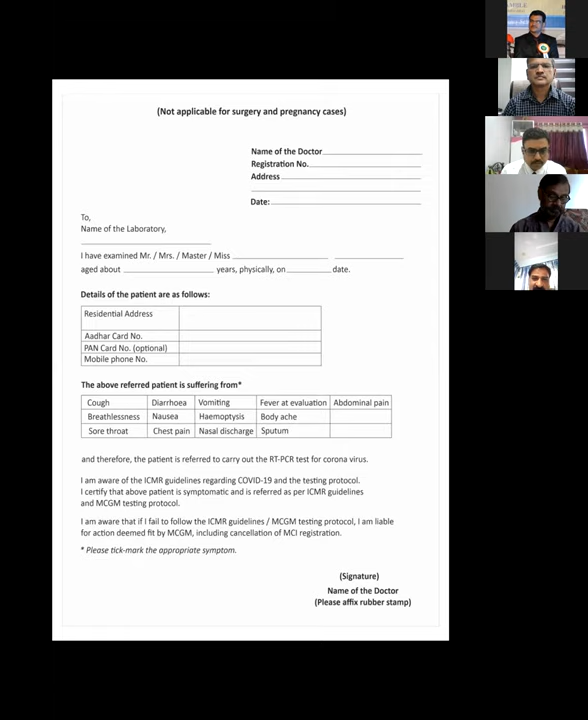 (Not applicable for surgery and pregnancy cases)
Name of the Doctor
Registration No.
Address
Date:
To,
Name of the Laboratory,
I have examined Mr. / Mrs. / Master / Miss
aged about years, physically, on date.
Details of the patient are as follows:
Residential Address
Aadhar Card No.
PAN Card No. (optional)
Mobile phone No.
The above referred patient is suffering from*
Cough Diarrhoea Vomiting Fever at evaluation Abdominal pain
Breathlessness Nausea Haemoptysis Body ache
Sore throat Chest pain Nasal discharge Sputum
and therefore, the patient is referred to carry out the RT-PCR test for corona virus.
I am aware of the ICMR guidelines regarding COVID-19 and the testing protocol.
I certify that above patient is symptomatic and is referred as per ICMR guidelines
and MCGM testing protocol.
I am aware that if I fail to follow the ICMR guidelines / MCGM testing protocol, I am liable
for action deemed fit by MCGM, including cancellation of MCI registration.
* Please tick-mark the appropriate symptom.
(Signature)
Name of the Doctor
(Please affix rubber stamp)